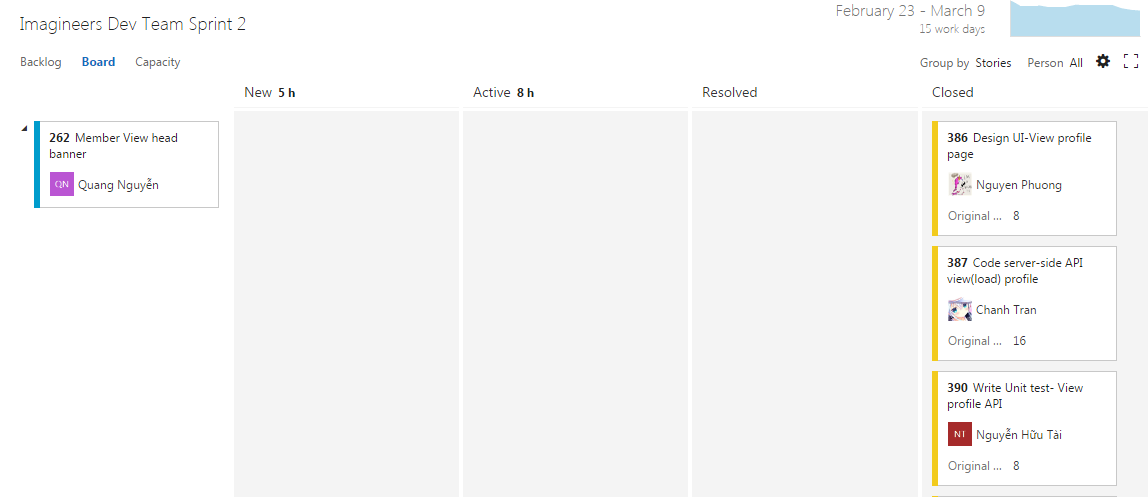 Imagineers Dev Team Sprint 2
February 23 - March 9
15 work days
Backlog Board Capacity
Group by Stories Person All
New 5 h
Active 8 h
Resolved
Closed
262 Member View head
banner
QN Quang Nguyễn
386 Design UI-View profile
page
Nguyen Phuong
Original ... 8
387 Code server-side API
view(load) profile
Chanh Tran
Original ... 16
390 Write Unit test- View
profile API
NT Nguyễn Hữu Tài
Original ... 8